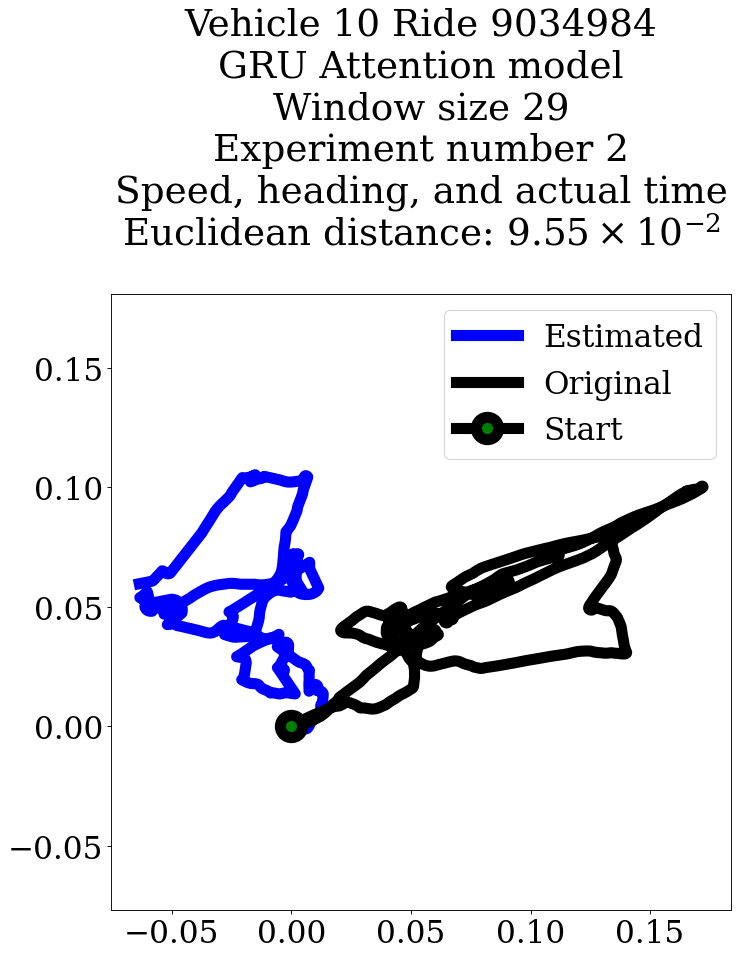 Vehicle 10 Ride 9034984
GRU Attention model
Window size 29
Experiment number 2
Speed, heading, and actual time
Euclidean distance: 9.55 × 10⁻²
Estimated
Original
Start
0.15
0.10
0.05
0.00
−0.05
−0.05 0.00 0.05 0.10 0.15